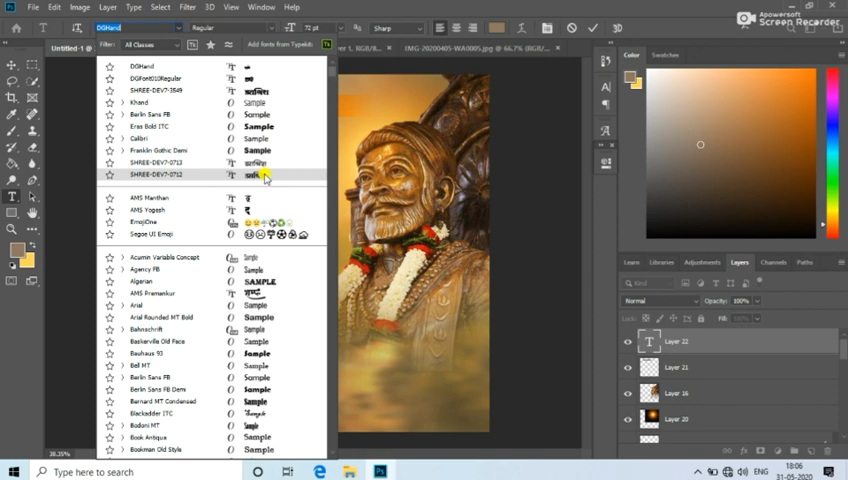 Ps File Edit Image Layer Type Select Filter 3D View Window Help
Apowersoft
Screen Recorder
DGHand Regular 72 pt Sharp 3D
Untitled-1 @ IMG-20200405-WA0005.jpg @ 66.7%
Filter: All Classes Add fonts from Typekit:
DGHand
DGFont010Regular
SHREE-DEV7-3549
Khand Sample
Berlin Sans FB Sample
Eras Bold ITC Sample
Calibri Sample
Franklin Gothic Demi Sample
SHREE-DEV7-0713
SHREE-DEV7-0712
AMS Manthan
AMS Yogesh
EmojiOne
Segoe UI Emoji
Acumin Variable Concept Sample
Agency FB Sample
Algerian SAMPLE
AMS Premankur
Arial Sample
Arial Rounded MT Bold Sample
Bahnschrift Sample
Baskerville Old Face Sample
Bauhaus 93 Sample
Bell MT Sample
Berlin Sans FB Sample
Berlin Sans FB Demi Sample
Bernard MT Condensed Sample
Blackadder ITC Sample
Bodoni MT Sample
Book Antiqua Sample
Bookman Old Style Sample
Color Swatches
Learn Libraries Adjustments Layers Channels Paths
Kind
Normal Opacity: 100%
Lock: Fill: 100%
Layer 22
Layer 21
Layer 16
Layer 20
38.35%
Type here to search
ENG
18:06
31-05-2020